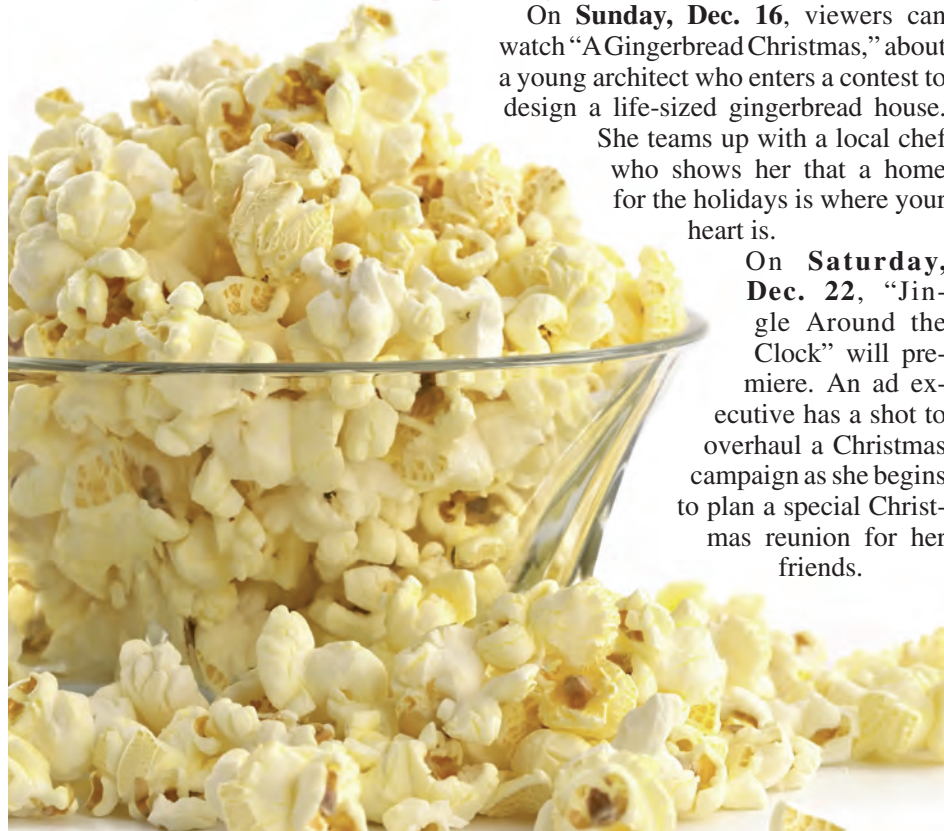 On Sunday, Dec. 16, viewers can
watch “A Gingerbread Christmas,” about
a young architect who enters a contest to
design a life-sized gingerbread house.
She teams up with a local chef
who shows her that a home
for the holidays is where your
heart is.
On Saturday,
Dec. 22, “Jin-
gle Around the
Clock” will pre-
miere. An ad ex-
ecutive has a shot to
overhaul a Christmas
campaign as she begins
to plan a special Christ-
mas reunion for her
friends.